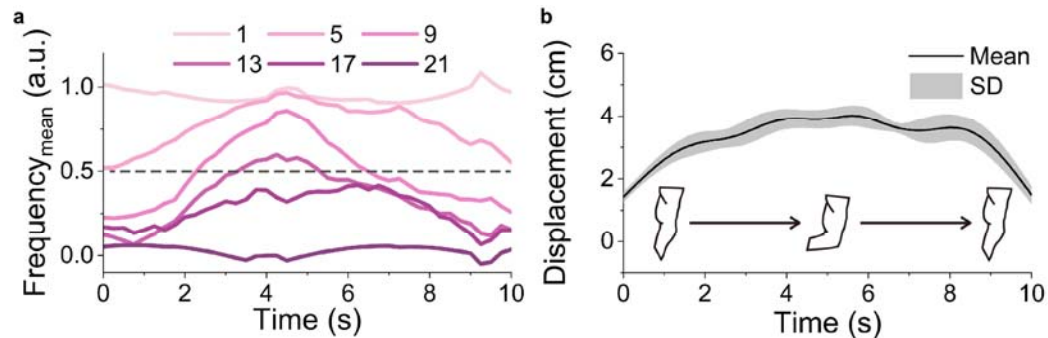 a
1 5 9
13 17 21
Frequencymean (a.u.)
1.0
0.5
0.0
0 2 4 6 8 10
Time (s)
b
Displacement (cm)
6
4
2
0
Mean
SD
0 2 4 6 8 10
Time (s)